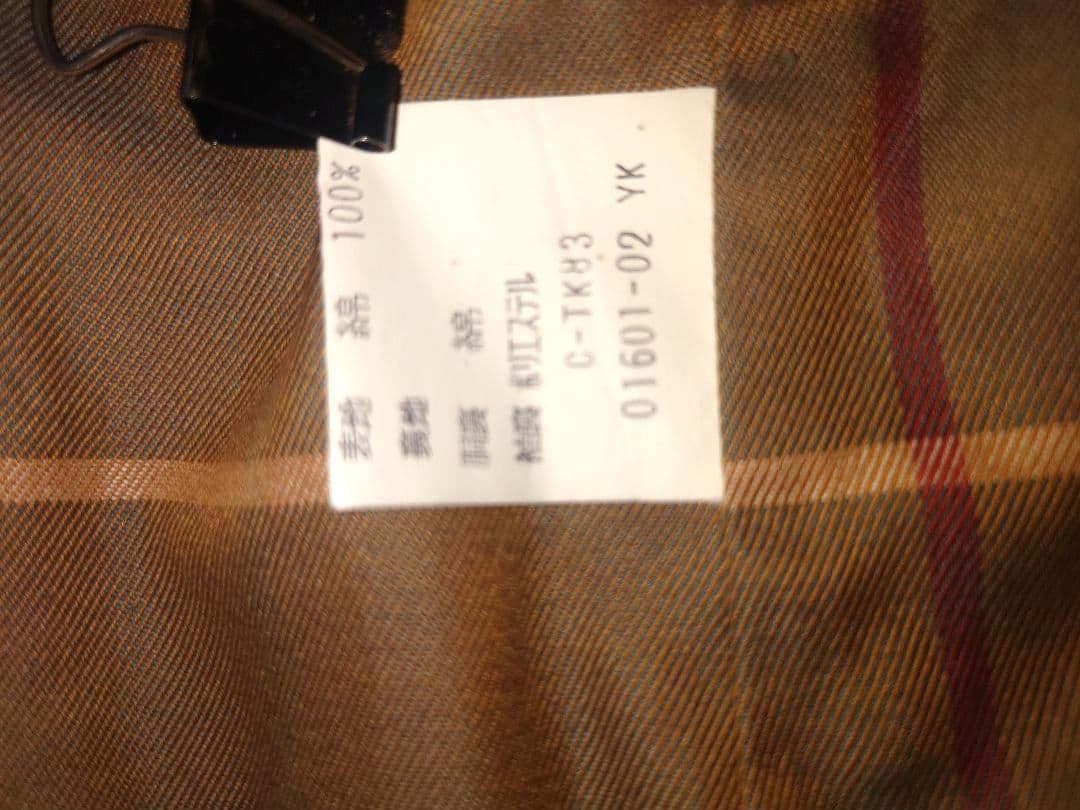 表地 綿 100%
裏地
胴裏 綿
袖裏 ポリエステル
C-TK83
01601-02 YK